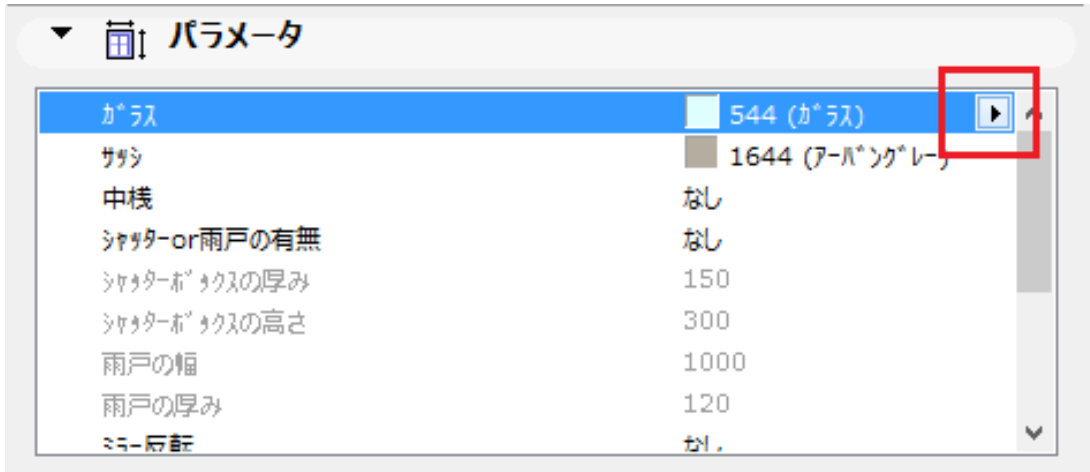 パラメータ
ｶﾞﾗｽ 544 (ｶﾞﾗｽ)
ｻｯｼ 1644 (ｱｰﾊﾞﾝｸﾞﾚｰ)
中桟 なし
ｼｬｯﾀｰor雨戸の有無 なし
ｼｬｯﾀｰﾎﾞｯｸｽの厚み 150
ｼｬｯﾀｰﾎﾞｯｸｽの高さ 300
雨戸の幅 1000
雨戸の厚み 120
ﾐﾗｰ反転 なし